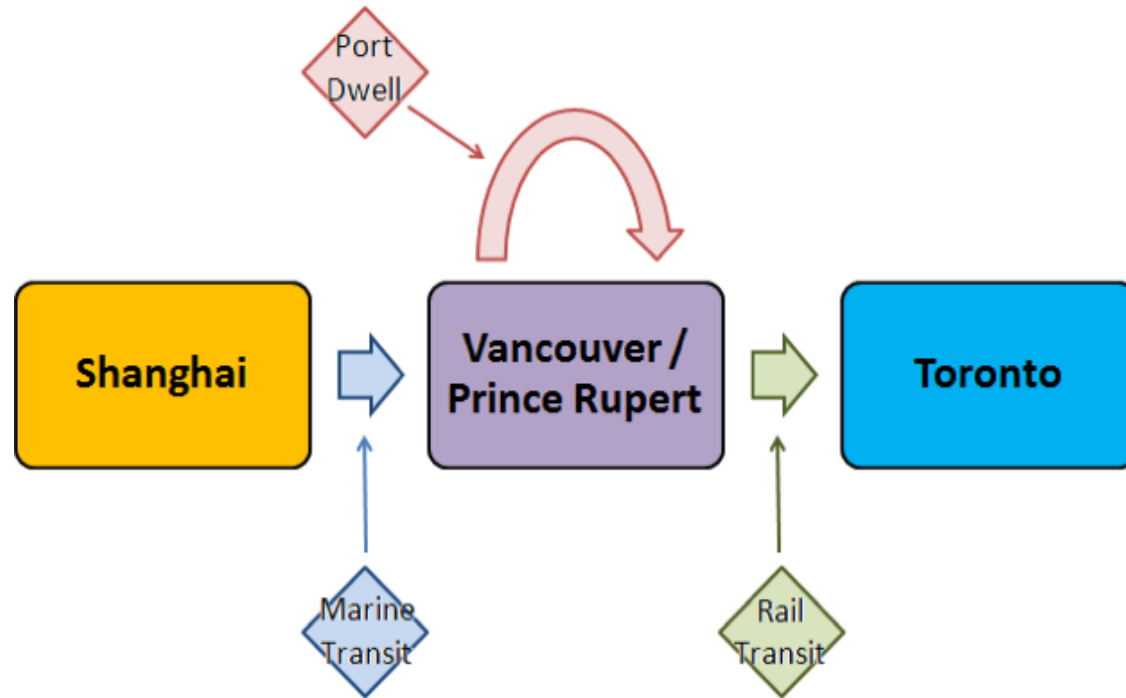 Port
Dwell
Shanghai
Vancouver /
Prince Rupert
Toronto
Marine
Transit
Rail
Transit